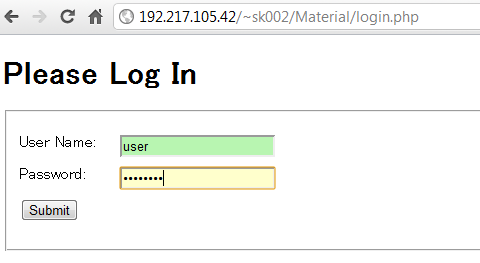 192.217.105.42/~sk002/Material/login.php
Please Log In
User Name: user
Password: ••••••••
Submit